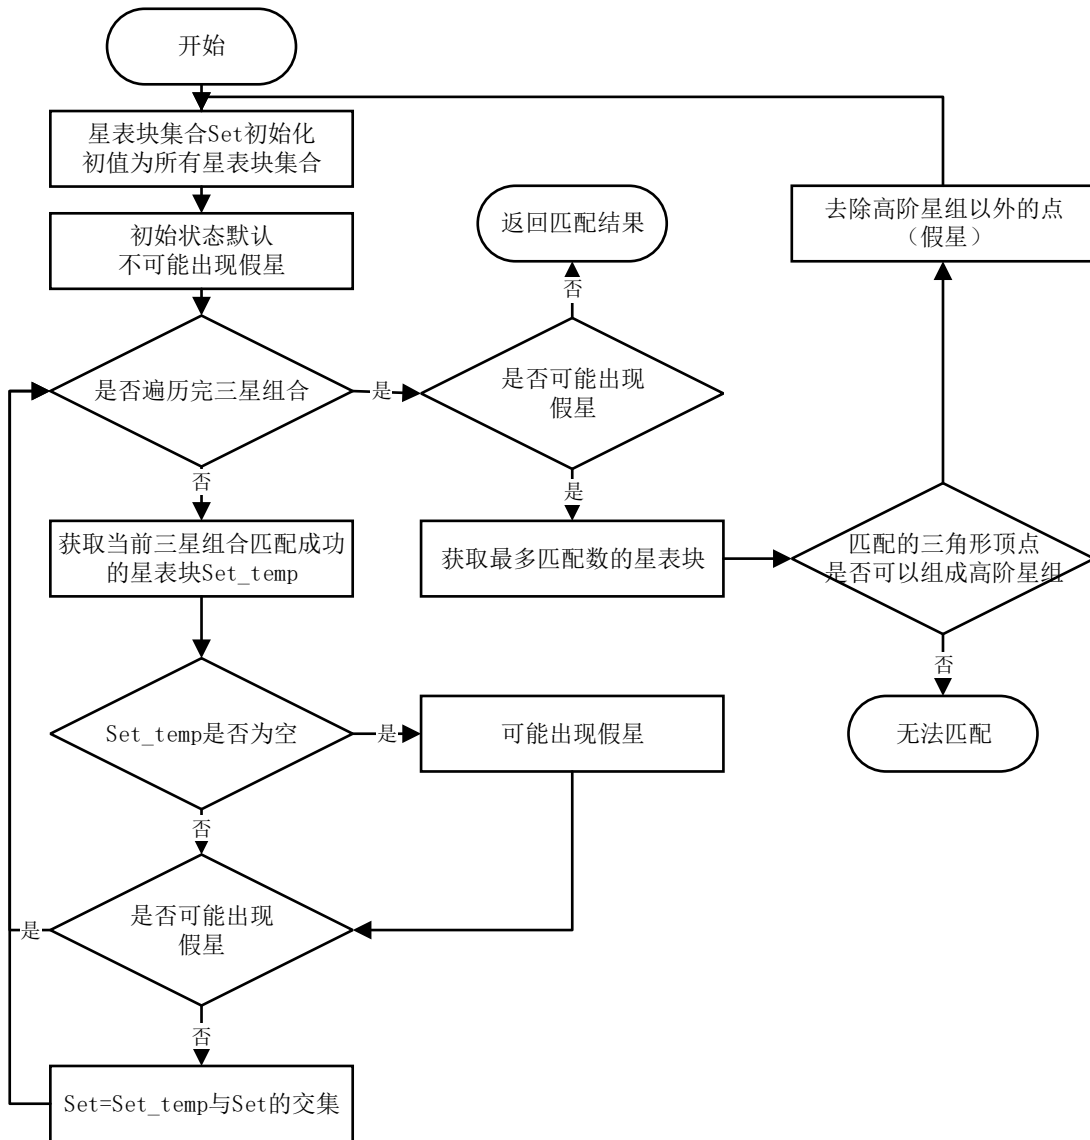 开始
星表块集合Set初始化
初值为所有星表块集合
初始状态默认
不可能出现假星
是否遍历完三星组合
是
否
获取当前三星组合匹配成功
的星表块Set_temp
Set_temp是否为空
是
否
可能出现假星
是否可能出现
假星
是
否
Set=Set_temp与Set的交集
返回匹配结果
否
是否可能出现
假星
是
获取最多匹配数的星表块
去除高阶星组以外的点
（假星）
匹配的三角形顶点
是否可以组成高阶星组
否
无法匹配